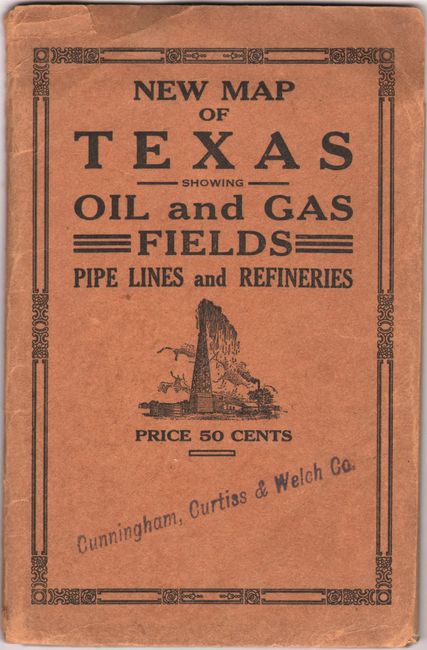 NEW MAP
OF
TEXAS
SHOWING
OIL and GAS
FIELDS
PIPE LINES and REFINERIES
PRICE 50 CENTS
Cunningham, Curtiss & Welch Co.